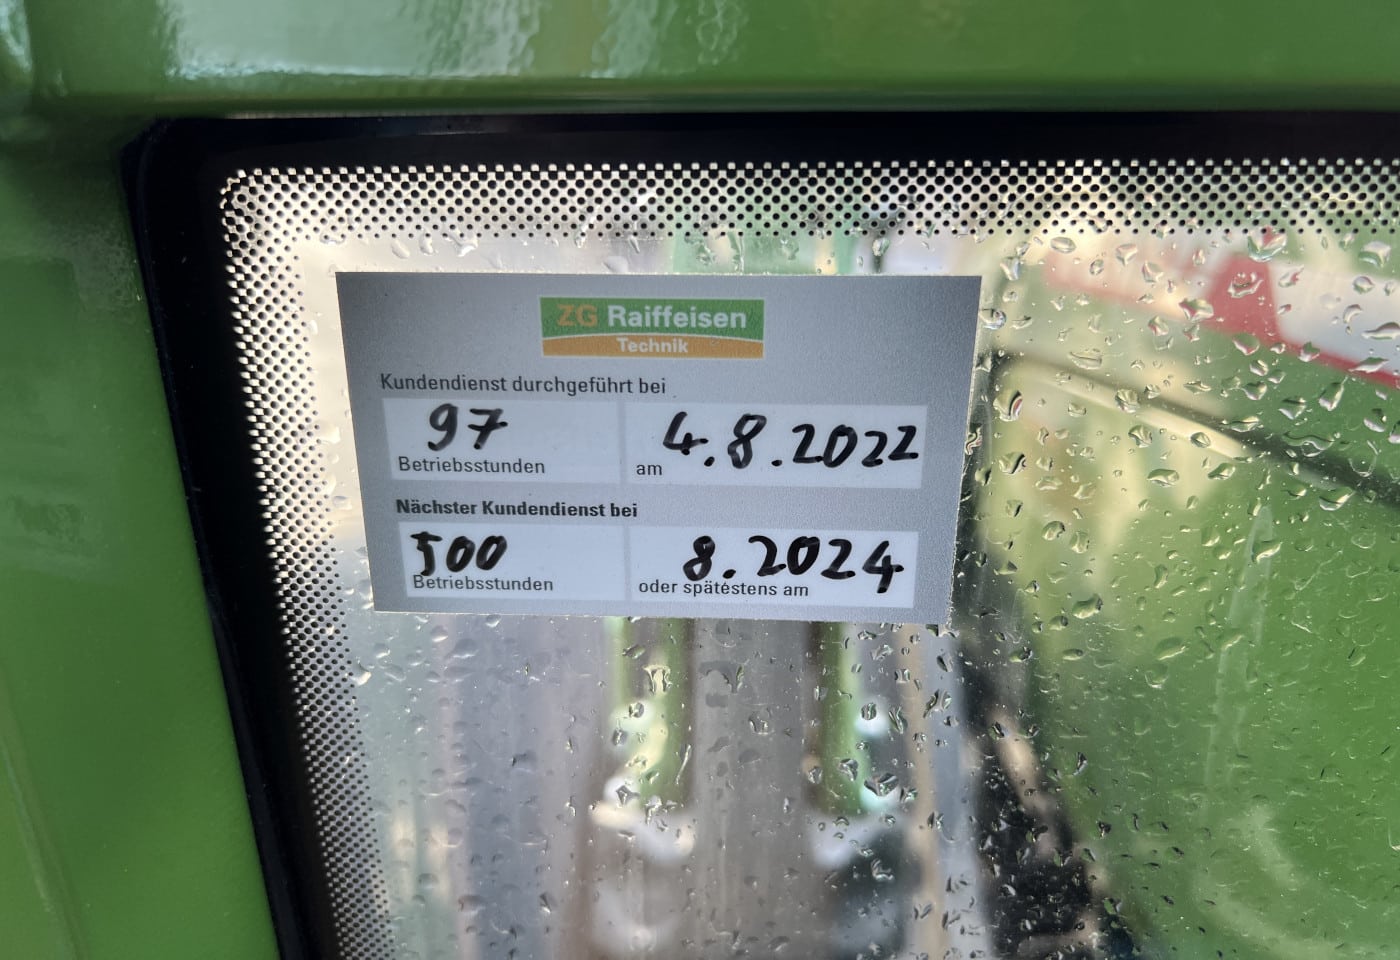 ZG Raiffeisen
Technik
Kundendienst durchgeführt bei
97 4.8.2022
Betriebsstunden am
Nächster Kundendienst bei
500 8.2024
Betriebsstunden oder spätestens am